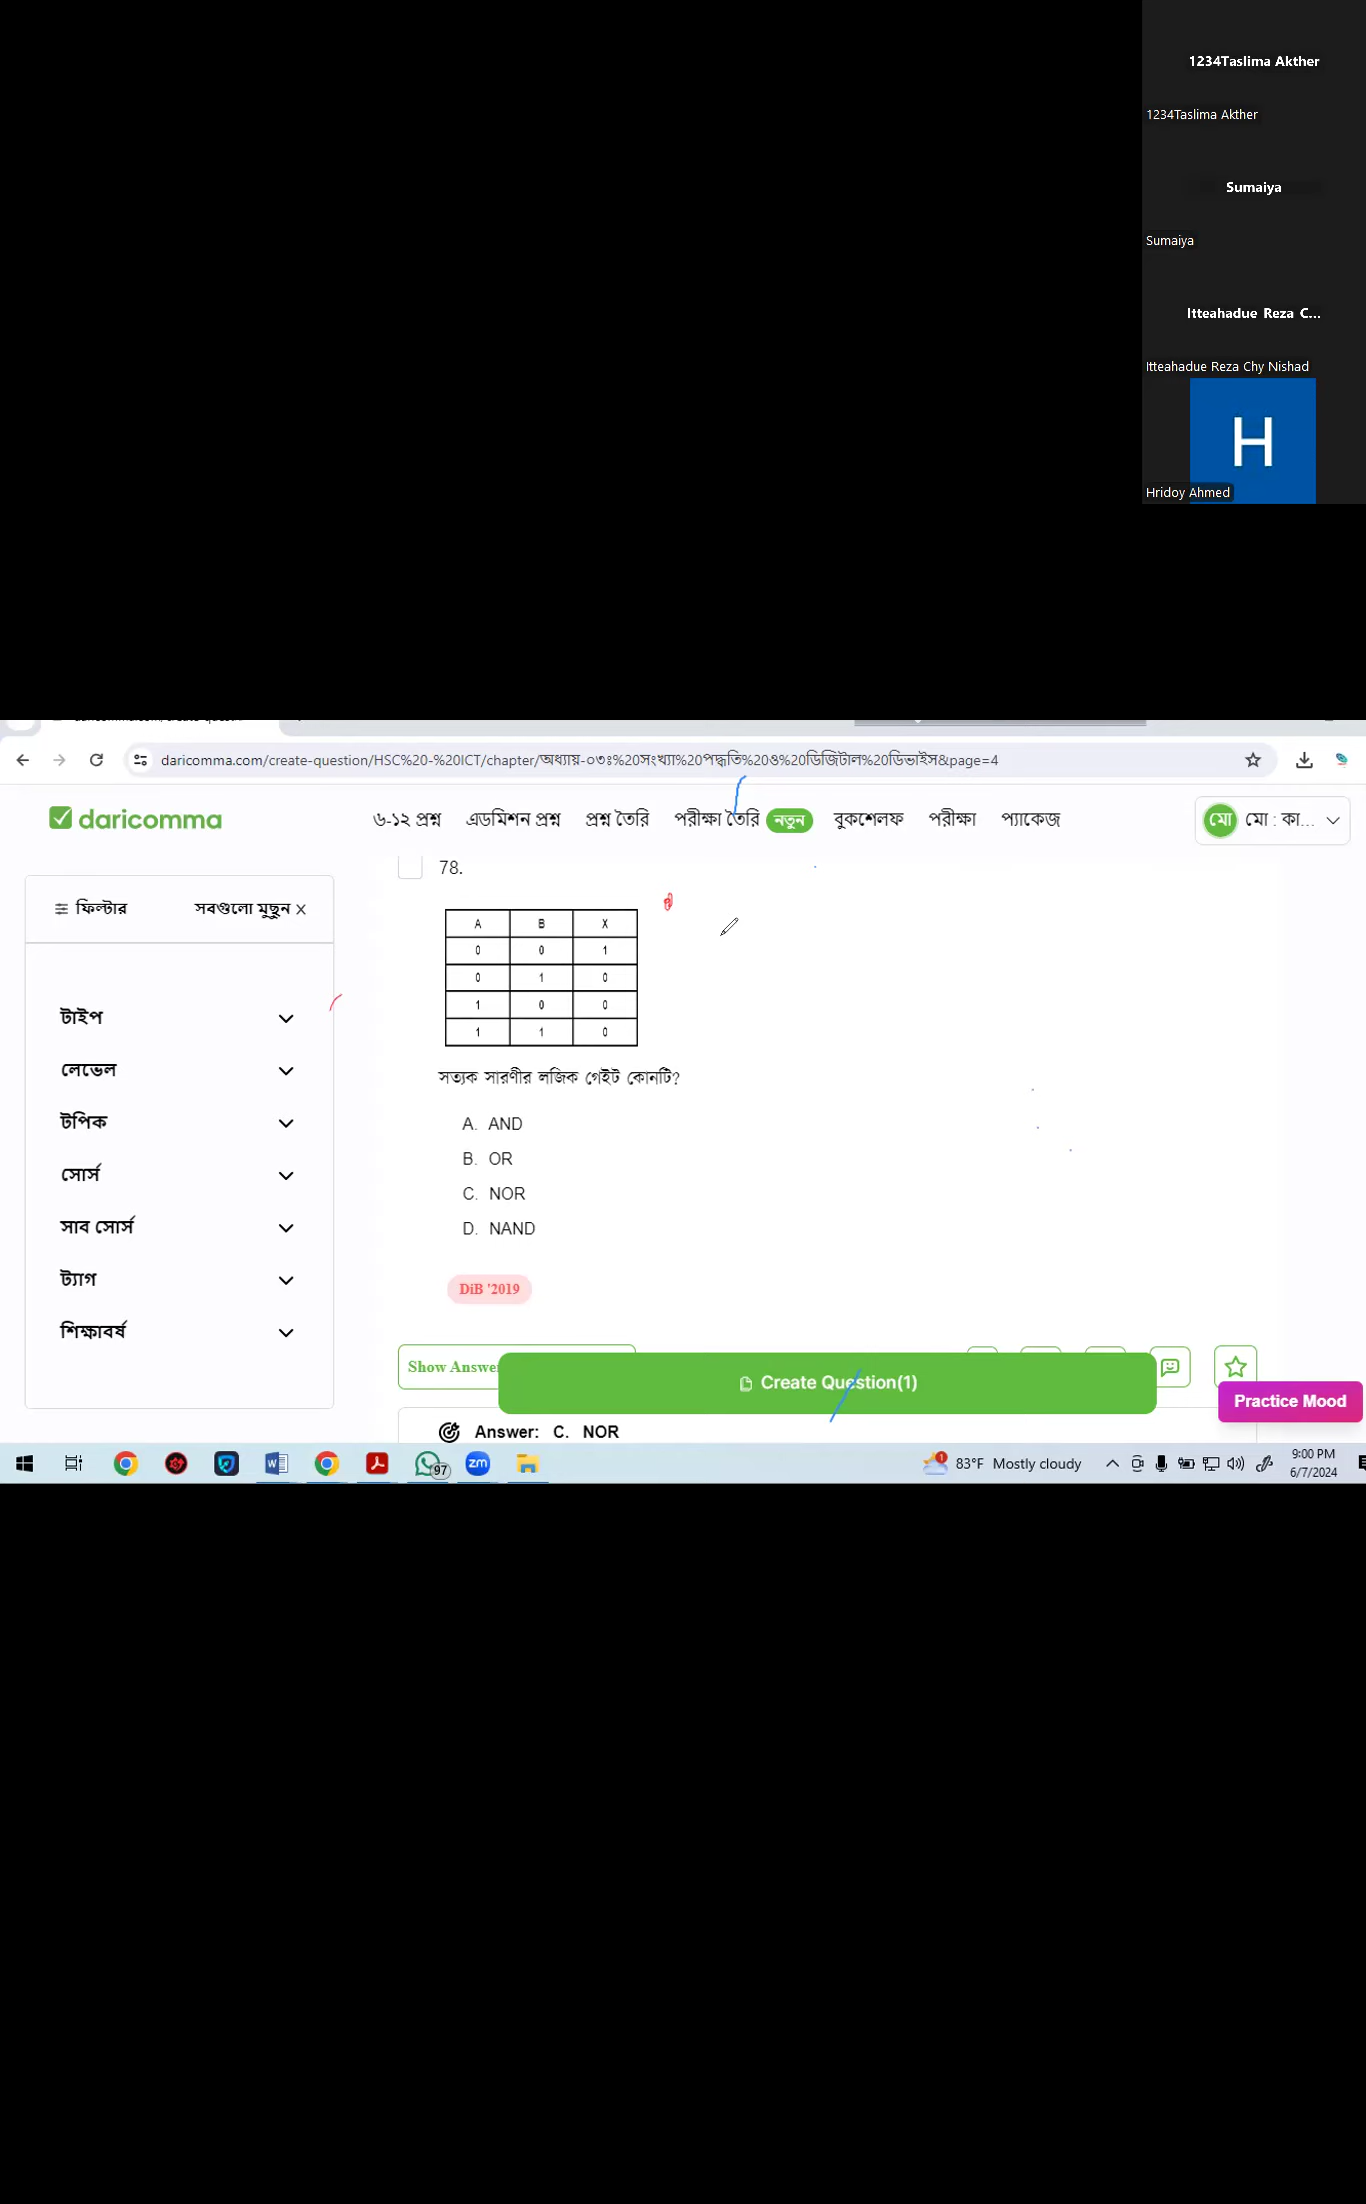 1234Taslima Akther
1234Taslima Akther
Sumaiya
Sumaiya
Itteahadue Reza C...
Itteahadue Reza Chy Nishad
H
Hridoy Ahmed
daricomma.com/create-question/HSC%20-%20ICT/chapter/অধ্যায়-০৩ঃ%20সংখ্যা%20পদ্ধতি%20ও%20ডিজিটাল%20ডিভাইস&page=4
daricomma
৬-১২ প্রশ্ন এডমিশন প্রশ্ন প্রশ্ন তৈরি পরীক্ষা তৈরি নতুন বুকশেলফ পরীক্ষা প্যাকেজ
মো মো : কা...
ফিল্টার সবগুলো মুছুন X
টাইপ
লেভেল
টপিক
সোর্স
সাব সোর্স
ট্যাগ
শিক্ষাবর্ষ
78.
A B X
0 0 1
0 1 0
1 0 0
1 1 0
সত্যক সারণীর লজিক গেইট কোনটি?
A. AND
B. OR
C. NOR
D. NAND
DiB '2019
Show Answe
Create Question(1)
Practice Mood
Answer: C. NOR
97
zm
1
83°F Mostly cloudy
9:00 PM
6/7/2024